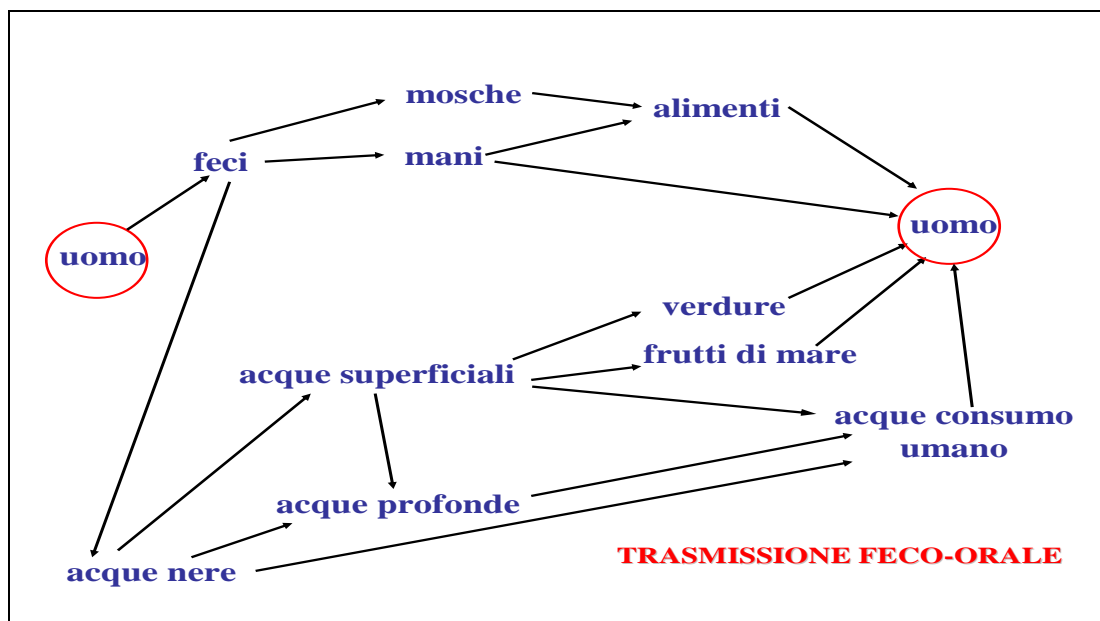 mosche
alimenti
feci
mani
uomo
uomo
verdure
frutti di mare
acque superficiali
acque consumo
umano
acque profonde
TRASMISSIONE FECO-ORALE
acque nere